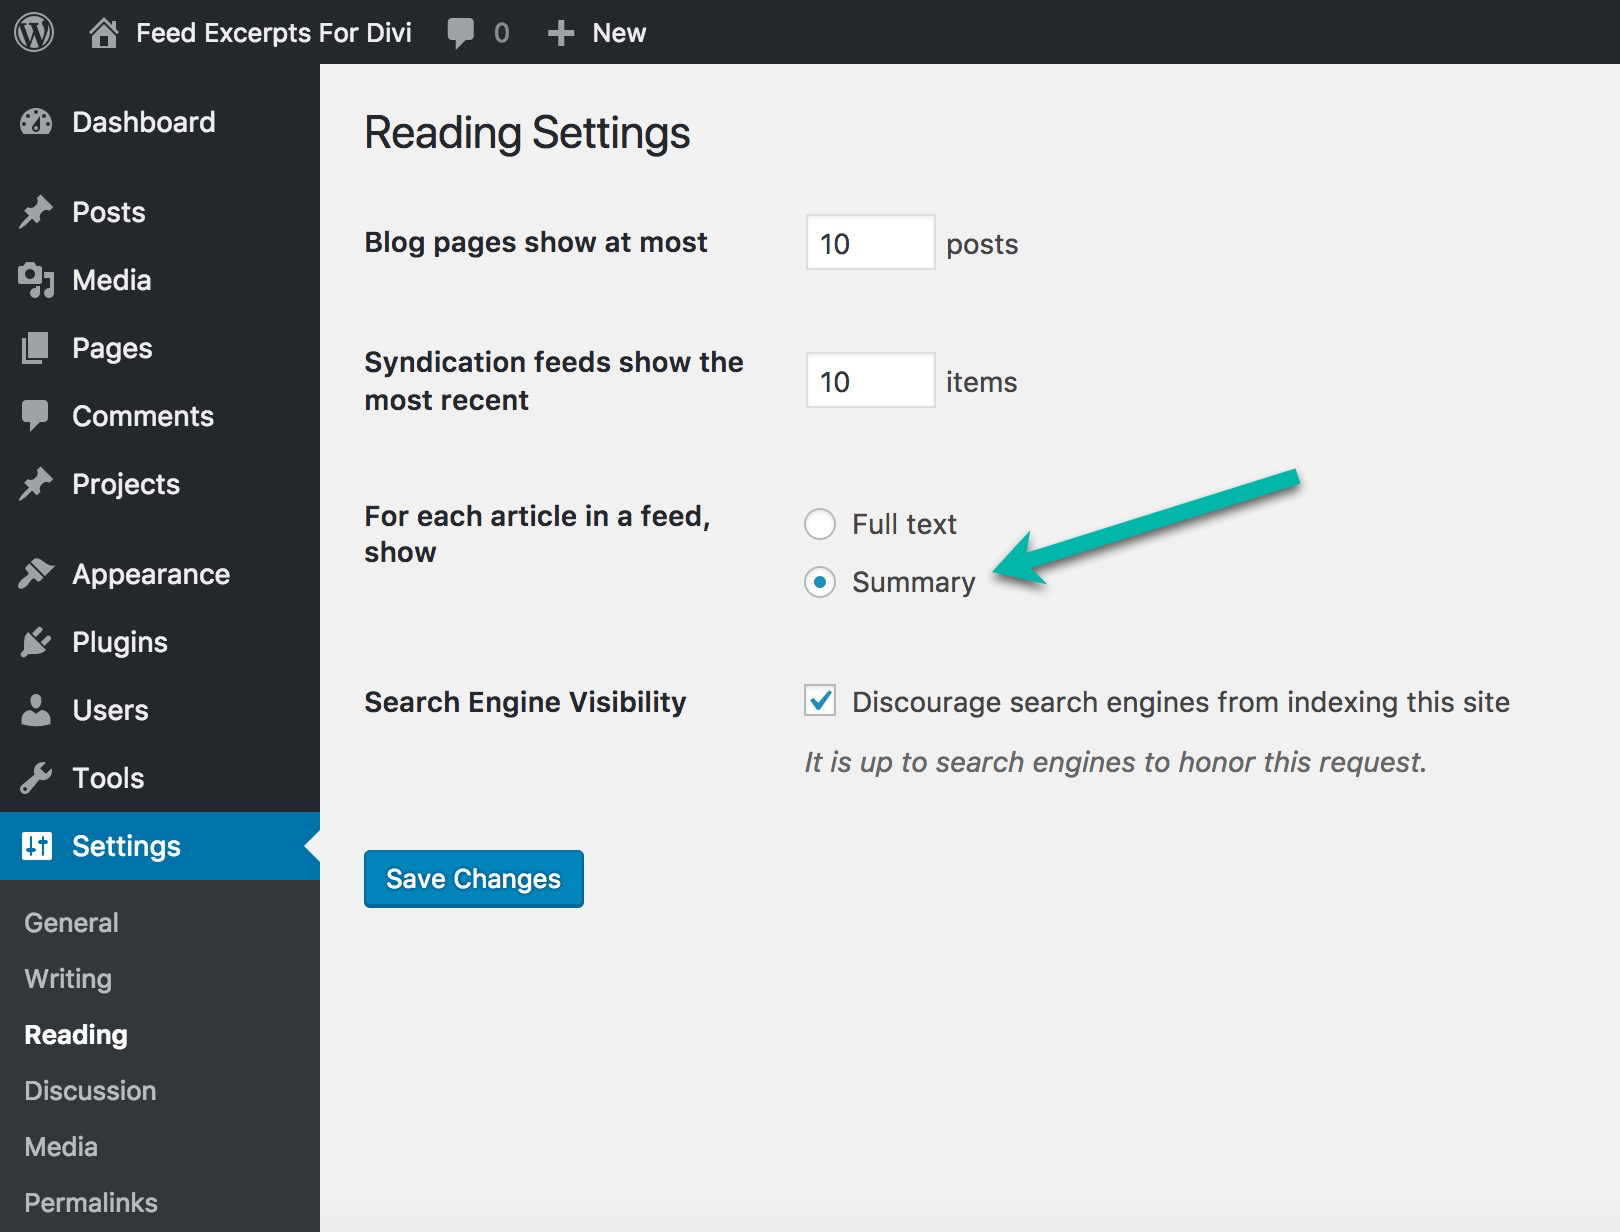 Feed Excerpts For Divi 0 New
Dashboard
Posts
Media
Pages
Comments
Projects
Appearance
Plugins
Users
Tools
Settings
General
Writing
Reading
Discussion
Media
Permalinks
Reading Settings
Blog pages show at most 10 posts
Syndication feeds show the
most recent
10 items
For each article in a feed,
show
Full text
Summary
Search Engine Visibility Discourage search engines from indexing this site
It is up to search engines to honor this request.
Save Changes